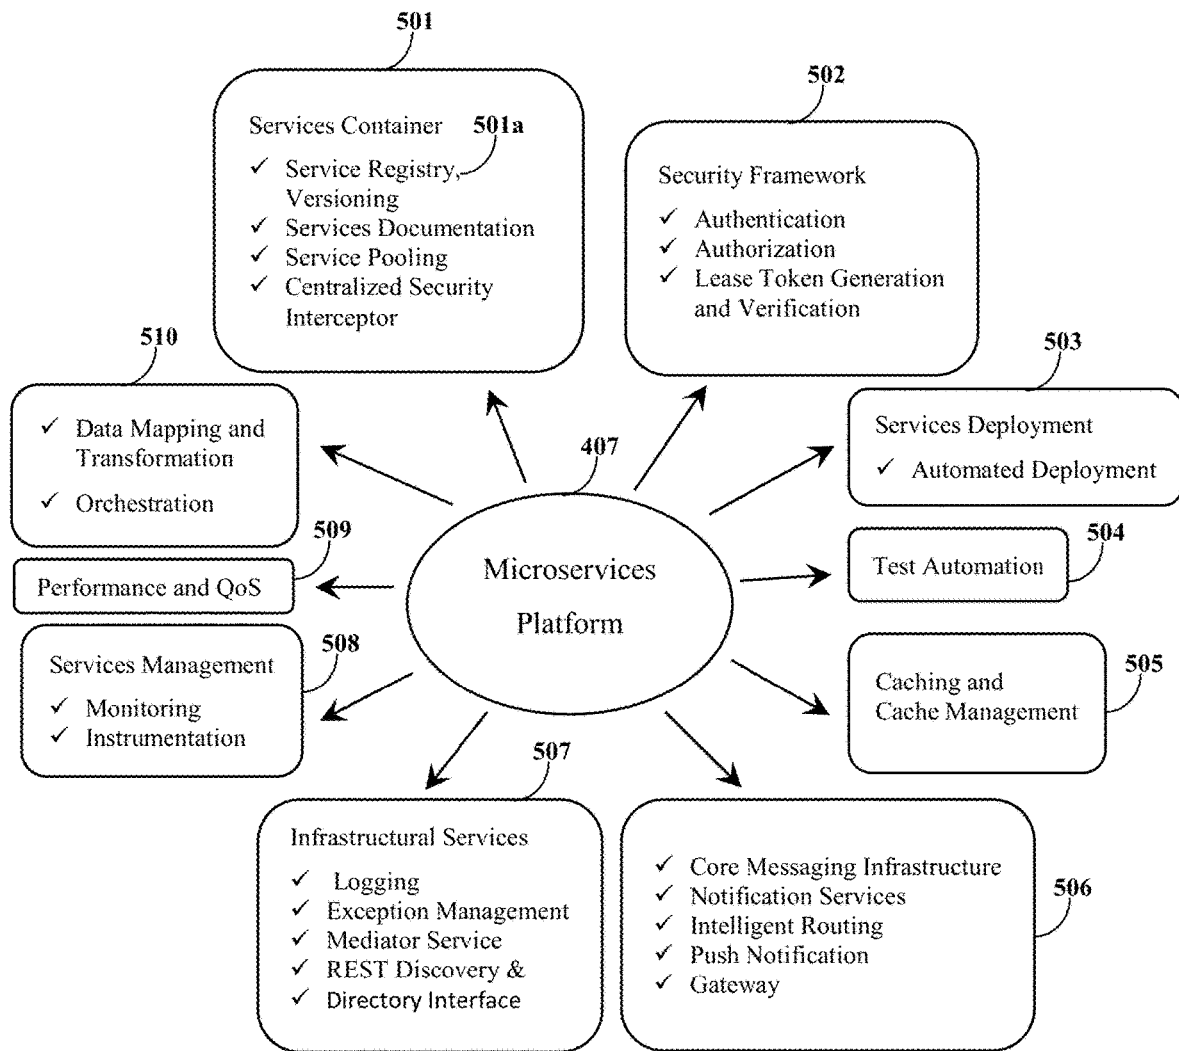 501
Services Container
501a
✓ Service Registry,
Versioning
✓ Services Documentation
✓ Service Pooling
✓ Centralized Security
Interceptor
502
Security Framework
✓ Authentication
✓ Authorization
✓ Lease Token Generation
and Verification
510
✓ Data Mapping and
Transformation
✓ Orchestration
503
Services Deployment
✓ Automated Deployment
407
Microservices
Platform
509
Performance and QoS
504
Test Automation
508
Services Management
✓ Monitoring
✓ Instrumentation
505
Caching and
Cache Management
507
Infrastructural Services
✓ Logging
✓ Exception Management
✓ Mediator Service
✓ REST Discovery &
✓ Directory Interface
506
✓ Core Messaging Infrastructure
✓ Notification Services
✓ Intelligent Routing
✓ Push Notification
✓ Gateway